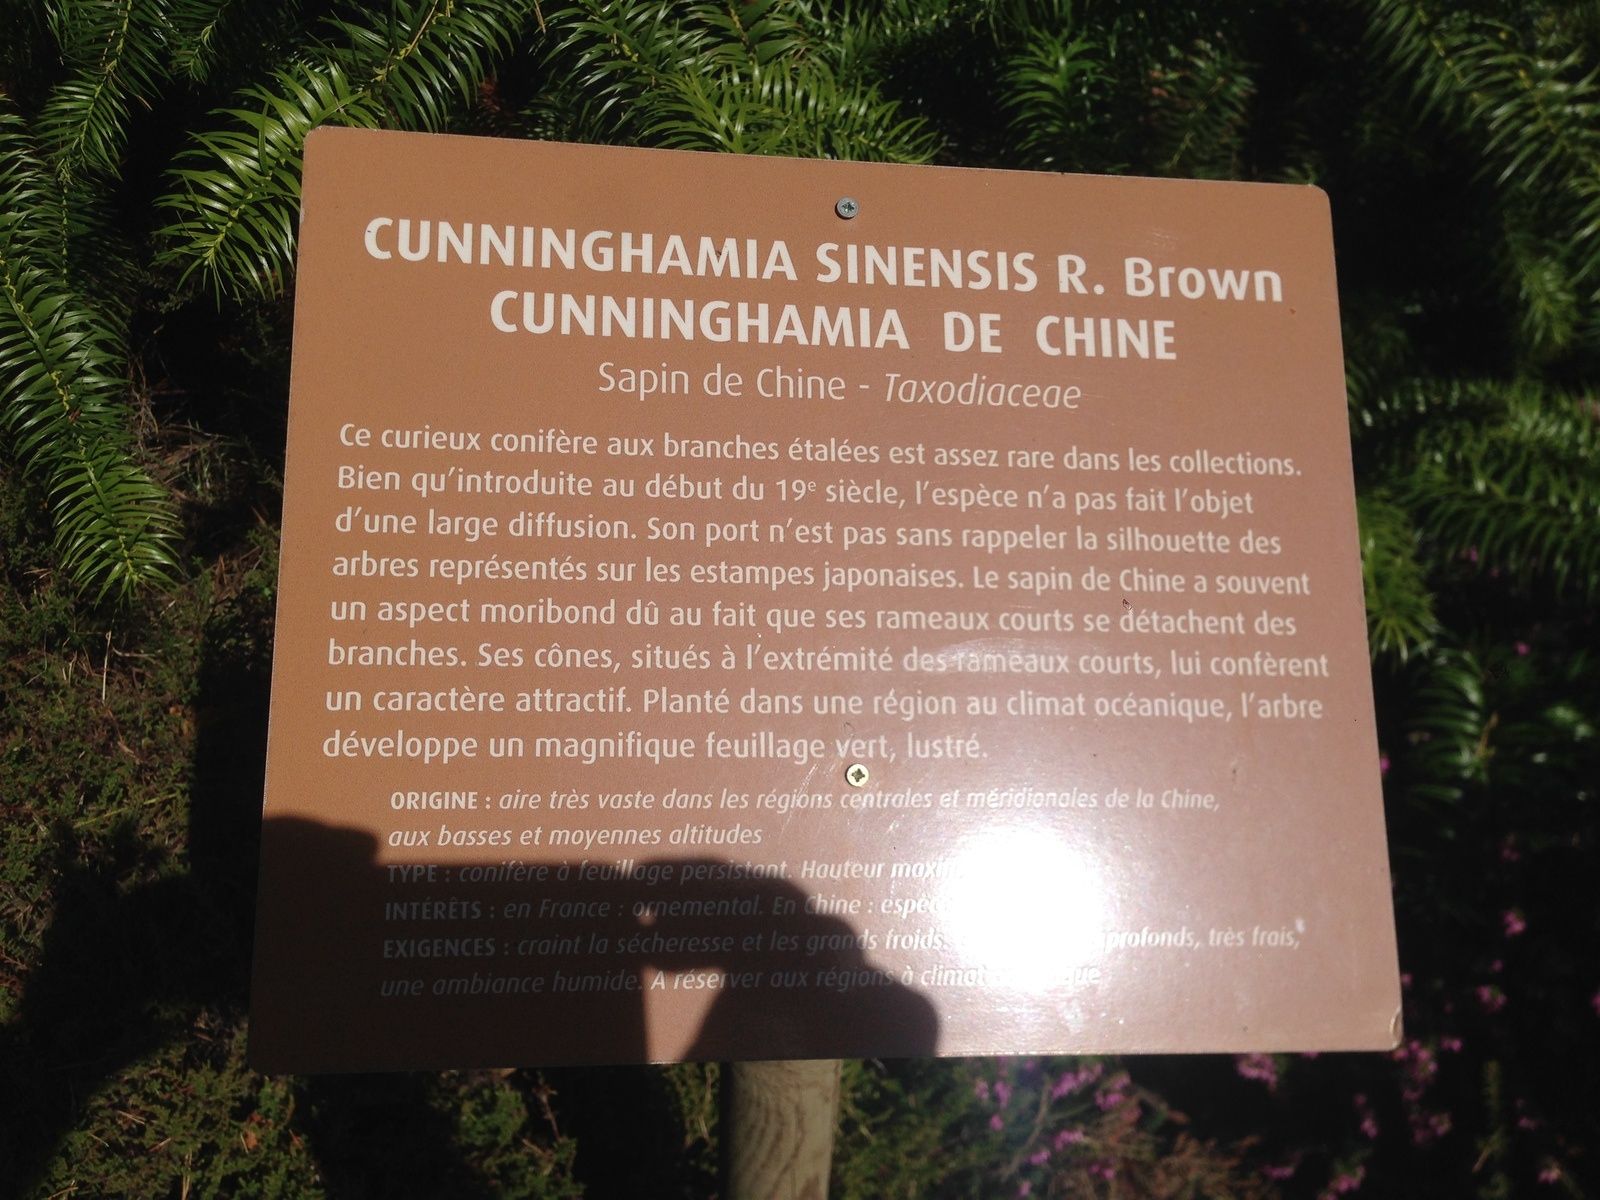 CUNNINGHAMIA SINENSIS R. Brown
CUNNINGHAMIA DE CHINE
Sapin de Chine - Taxodiaceae
Ce curieux conifère aux branches étalées est assez rare dans les collections.
Bien qu'introduite au début du 19e siècle, l'espèce n'a pas fait l'objet
d'une large diffusion. Son port n'est pas sans rappeler la silhouette des
arbres représentés sur les estampes japonaises. Le sapin de Chine a souvent
un aspect moribond dû au fait que ses rameaux courts se détachent des
branches. Ses cônes, situés à l'extrémité des rameaux courts, lui confèrent
un caractère attractif. Planté dans une région au climat océanique, l'arbre
développe un magnifique feuillage vert, lustré.
ORIGINE : aire très vaste dans les régions centrales et méridionales de la Chine,
aux basses et moyennes altitudes
TYPE : conifère à feuillage persistant. Hauteur
INTÉRÊTS : en France : ornemental. En Chine :
EXIGENCES : craint la sécheresse et les grands froids. profonds, très frais,
une ambiance humide. A réserver aux régions à climat